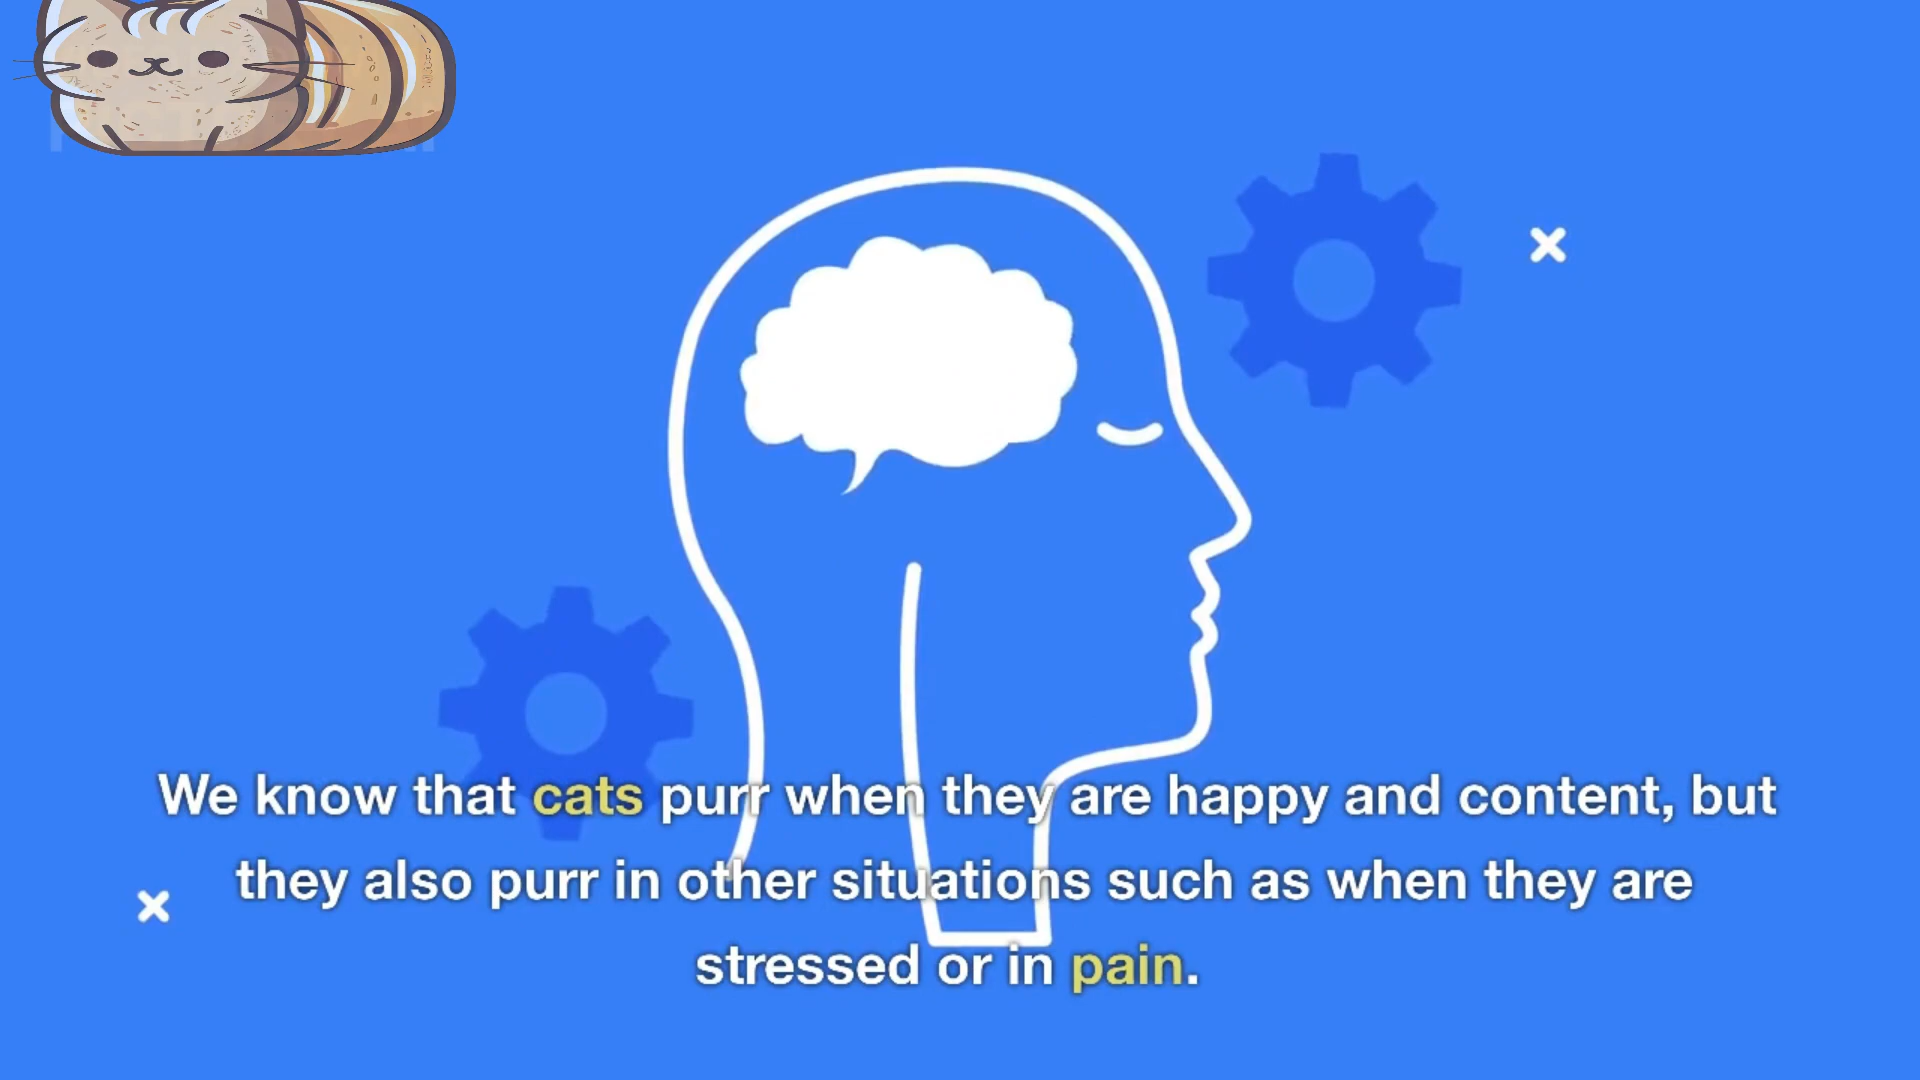 We know that cats purr when they are happy and content, but
they also purr in other situations such as when they are
stressed or in pain.